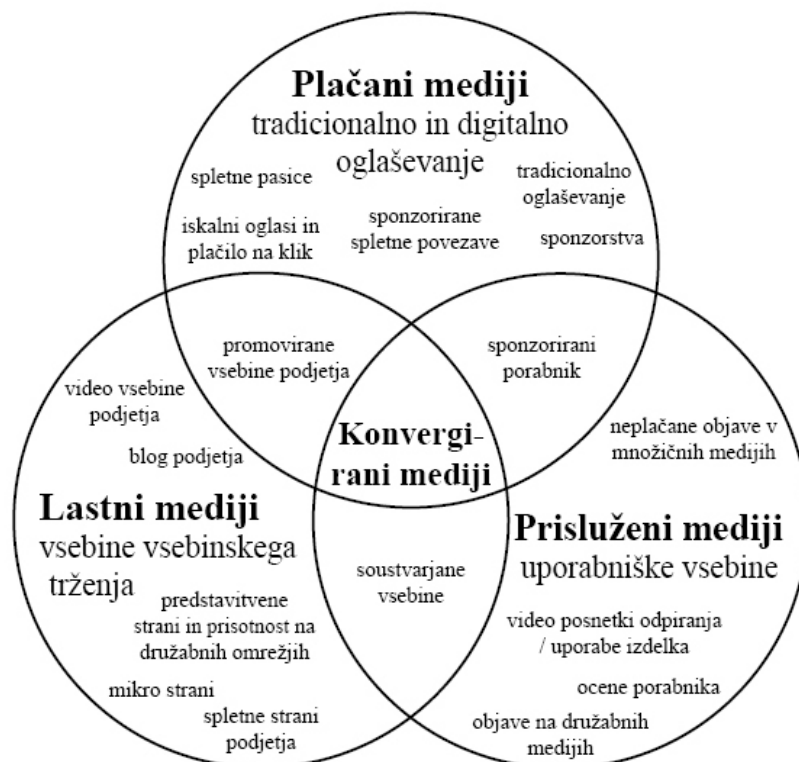 Plačani mediji
tradicionalno in digitalno
oglaševanje
spletne pasice
tradicionalno
oglaševanje
iskalni oglasi in
plačilo na klik
sponzorirane
spletne povezave
sponzorstva
promovirane
vsebine podjetja
sponzorirani
porabnik
video vsebine
podjetja
blog podjetja
neplačane objave v
množičnih medijih
Konvergi-
rani mediji
Lastni mediji
vsebine vsebinskega
trženja
Prisluženi mediji
uporabniške vsebine
soustvarjane
vsebine
predstavitvene
strani in prisotnost na
družabnih omrežjih
mikro strani
spletne strani
podjetja
video posnetki odpiranja
/ uporabe izdelka
ocene porabnika
objave na družabnih
medijih